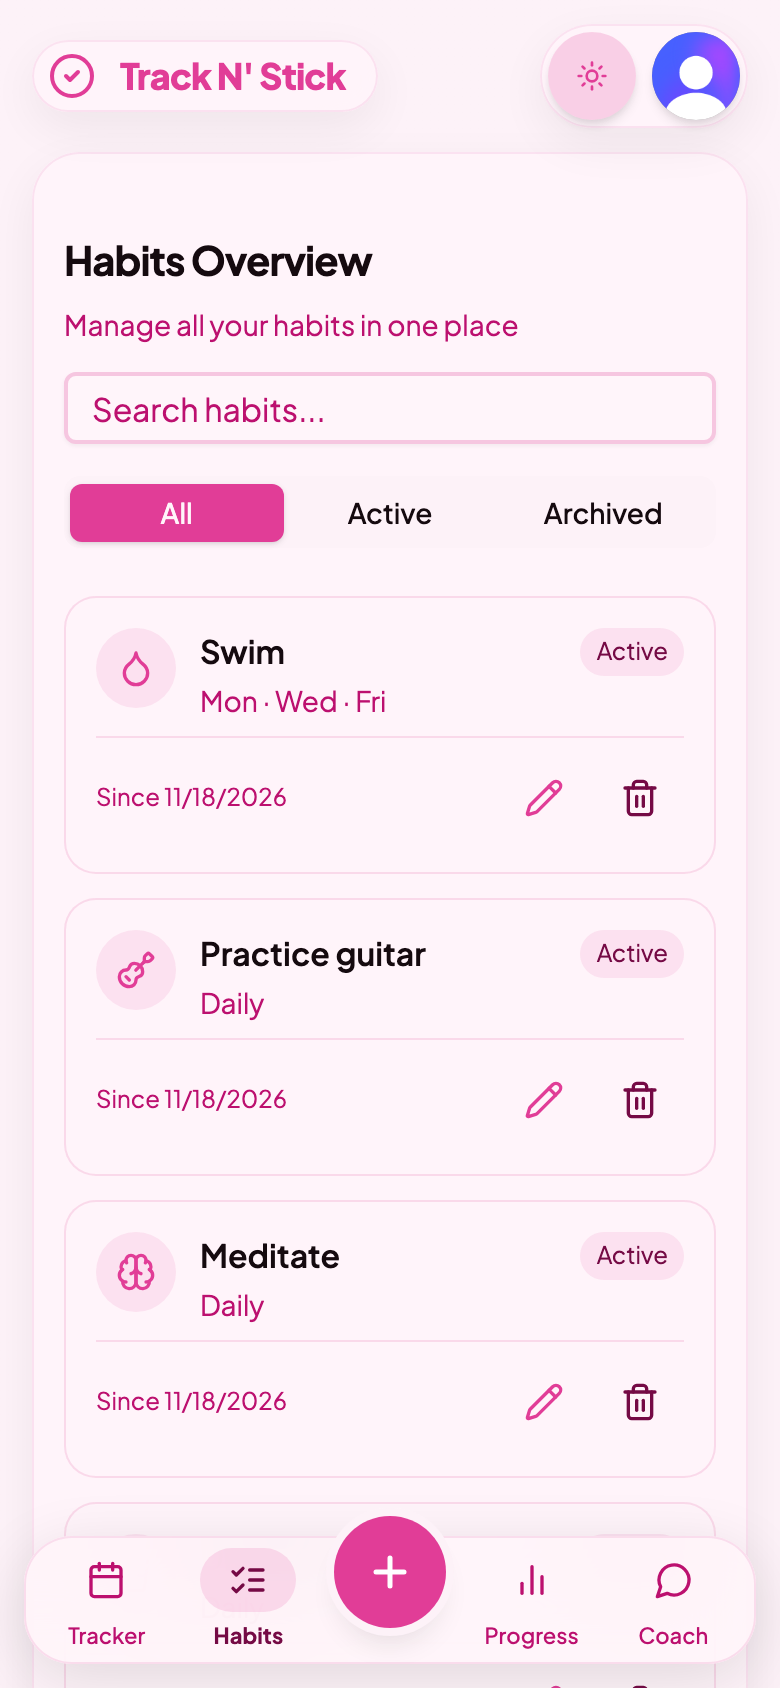 Track N' Stick
Habits Overview
Manage all your habits in one place
Search habits...
All
Active
Archived
Swim
Active
Mon · Wed · Fri
Since 11/18/2026
Practice guitar
Active
Daily
Since 11/18/2026
Meditate
Active
Daily
Since 11/18/2026
Tracker
Habits
Progress
Coach